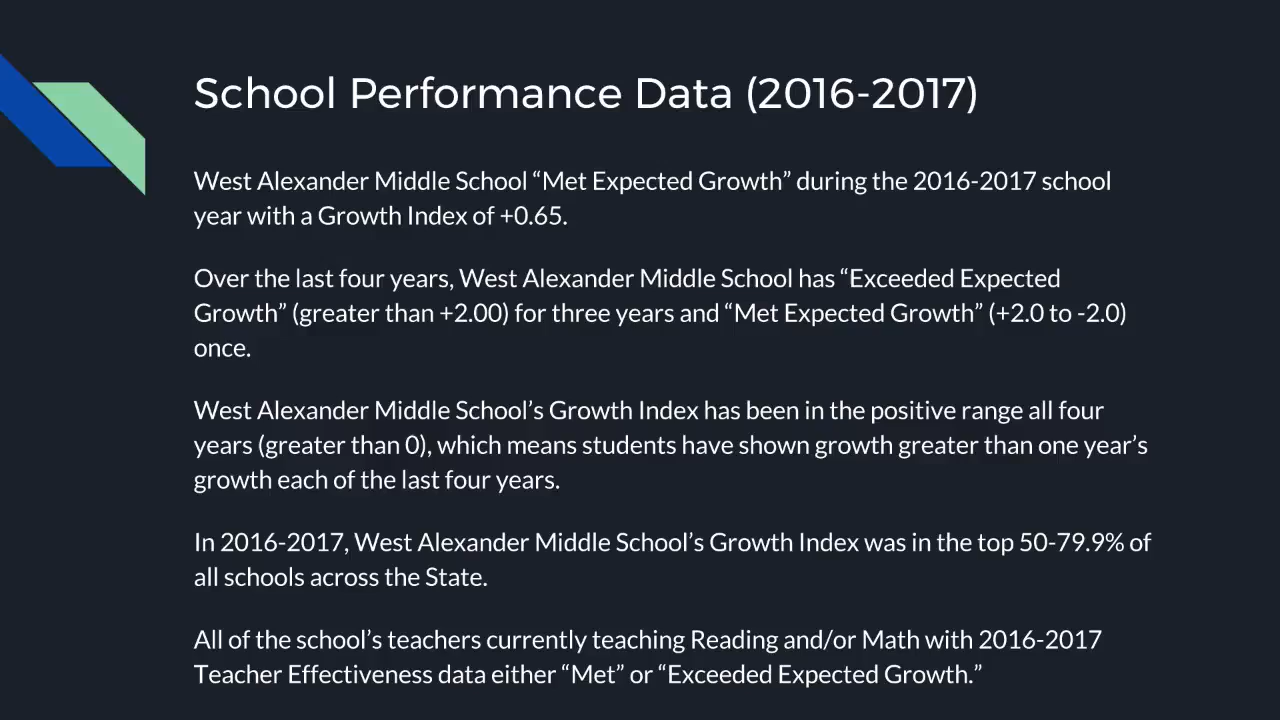 School Performance Data (2016-2017)
West Alexander Middle School “Met Expected Growth” during the 2016-2017 school
year with a Growth Index of +0.65.
Over the last four years, West Alexander Middle School has “Exceeded Expected
Growth” (greater than +2.00) for three years and “Met Expected Growth” (+2.0 to -2.0)
once.
West Alexander Middle School’s Growth Index has been in the positive range all four
years (greater than 0), which means students have shown growth greater than one year’s
growth each of the last four years.
In 2016-2017, West Alexander Middle School’s Growth Index was in the top 50-79.9% of
all schools across the State.
All of the school’s teachers currently teaching Reading and/or Math with 2016-2017
Teacher Effectiveness data either “Met” or “Exceeded Expected Growth.”